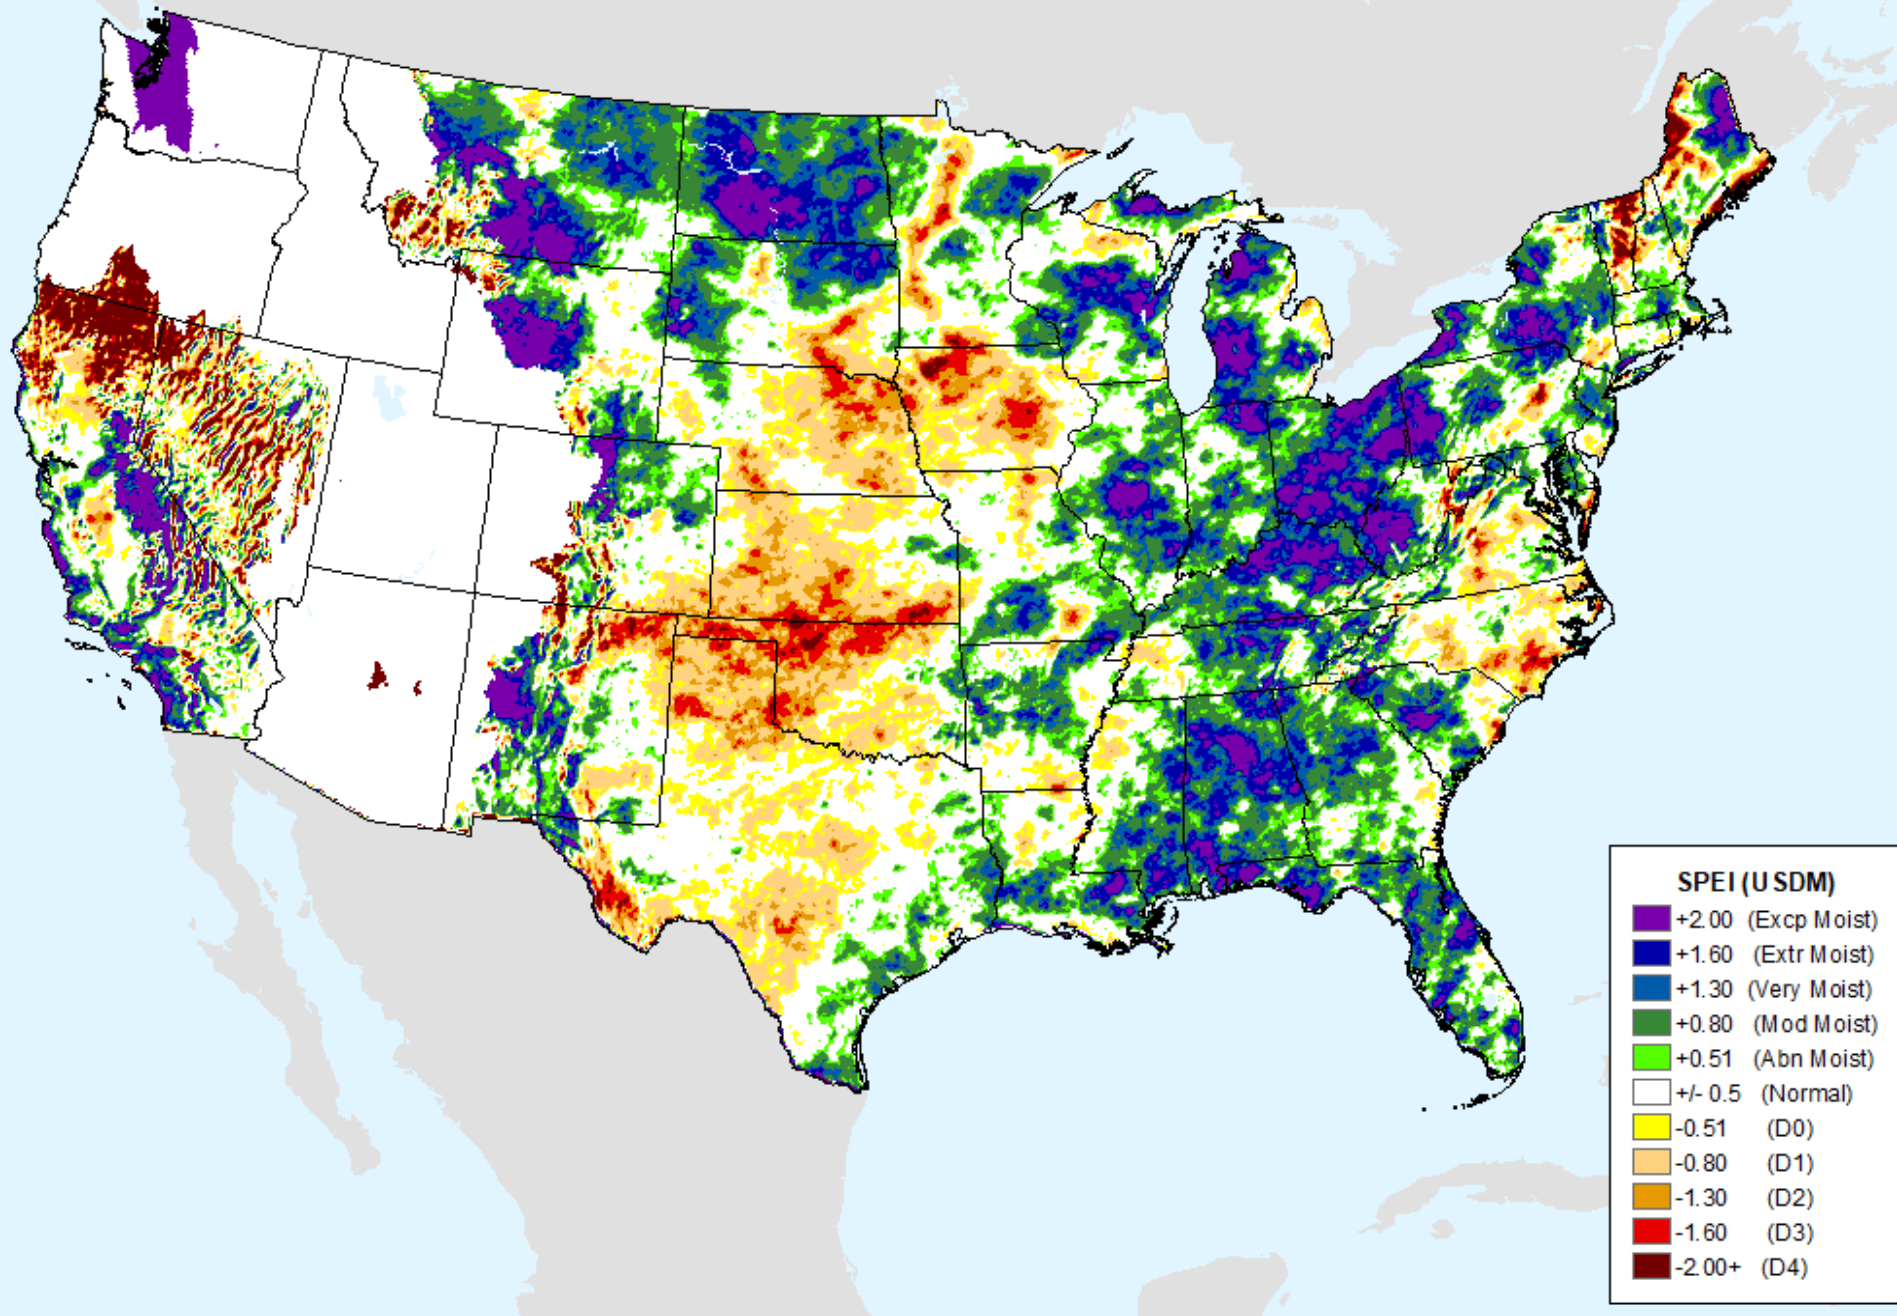 SPEI (USDM)
+2.00 (Excp Moist)
+1.60 (Extr Moist)
+1.30 (Very Moist)
+0.80 (Mod Moist)
+0.51 (Abn Moist)
+/- 0.5 (Normal)
-0.51 (D0)
-0.80 (D1)
-1.30 (D2)
-1.60 (D3)
-2.00+ (D4)